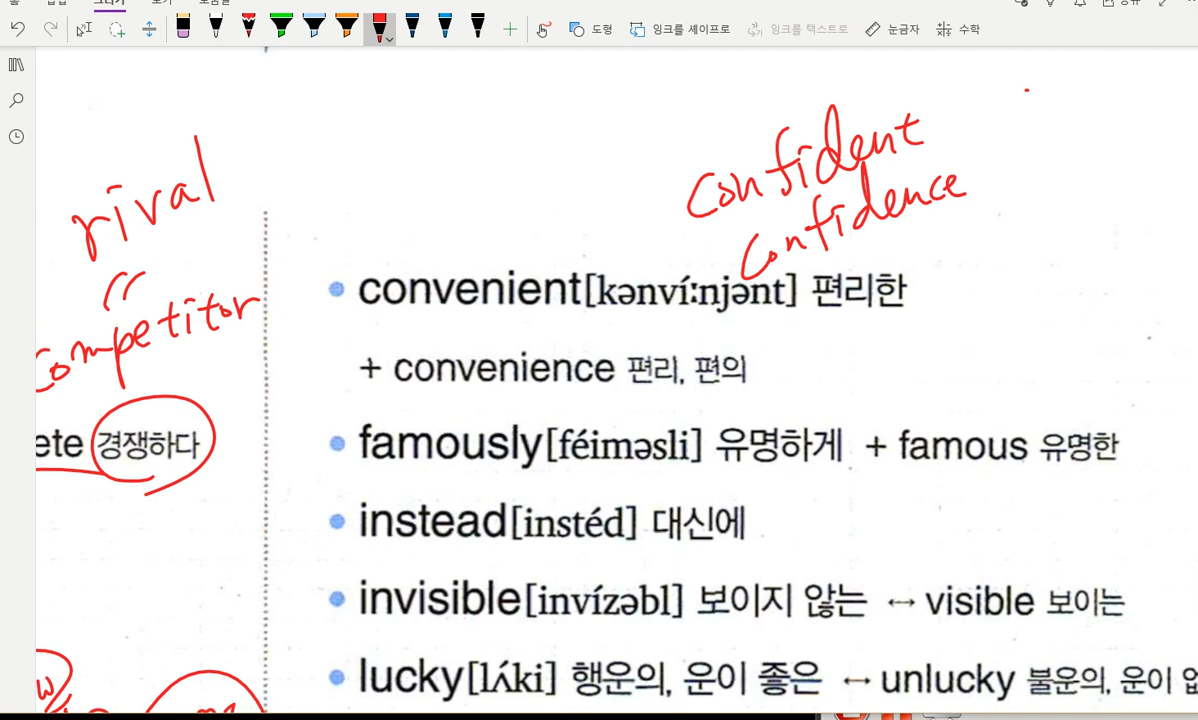 도형
잉크를 셰이프로
잉크를 텍스트로
눈금자
수학
rival
=
competitor
ete 경쟁하다
confident
confidence
convenient[kənvíːnjənt] 편리한
+ convenience 편리, 편의
famously[féiməsli] 유명하게 + famous 유명한
instead[instéd] 대신에
invisible[invízəbl] 보이지 않는 ↔ visible 보이는
lucky[lʌ́ki] 행운의, 운이 좋은 ↔ unlucky 불운의, 운이